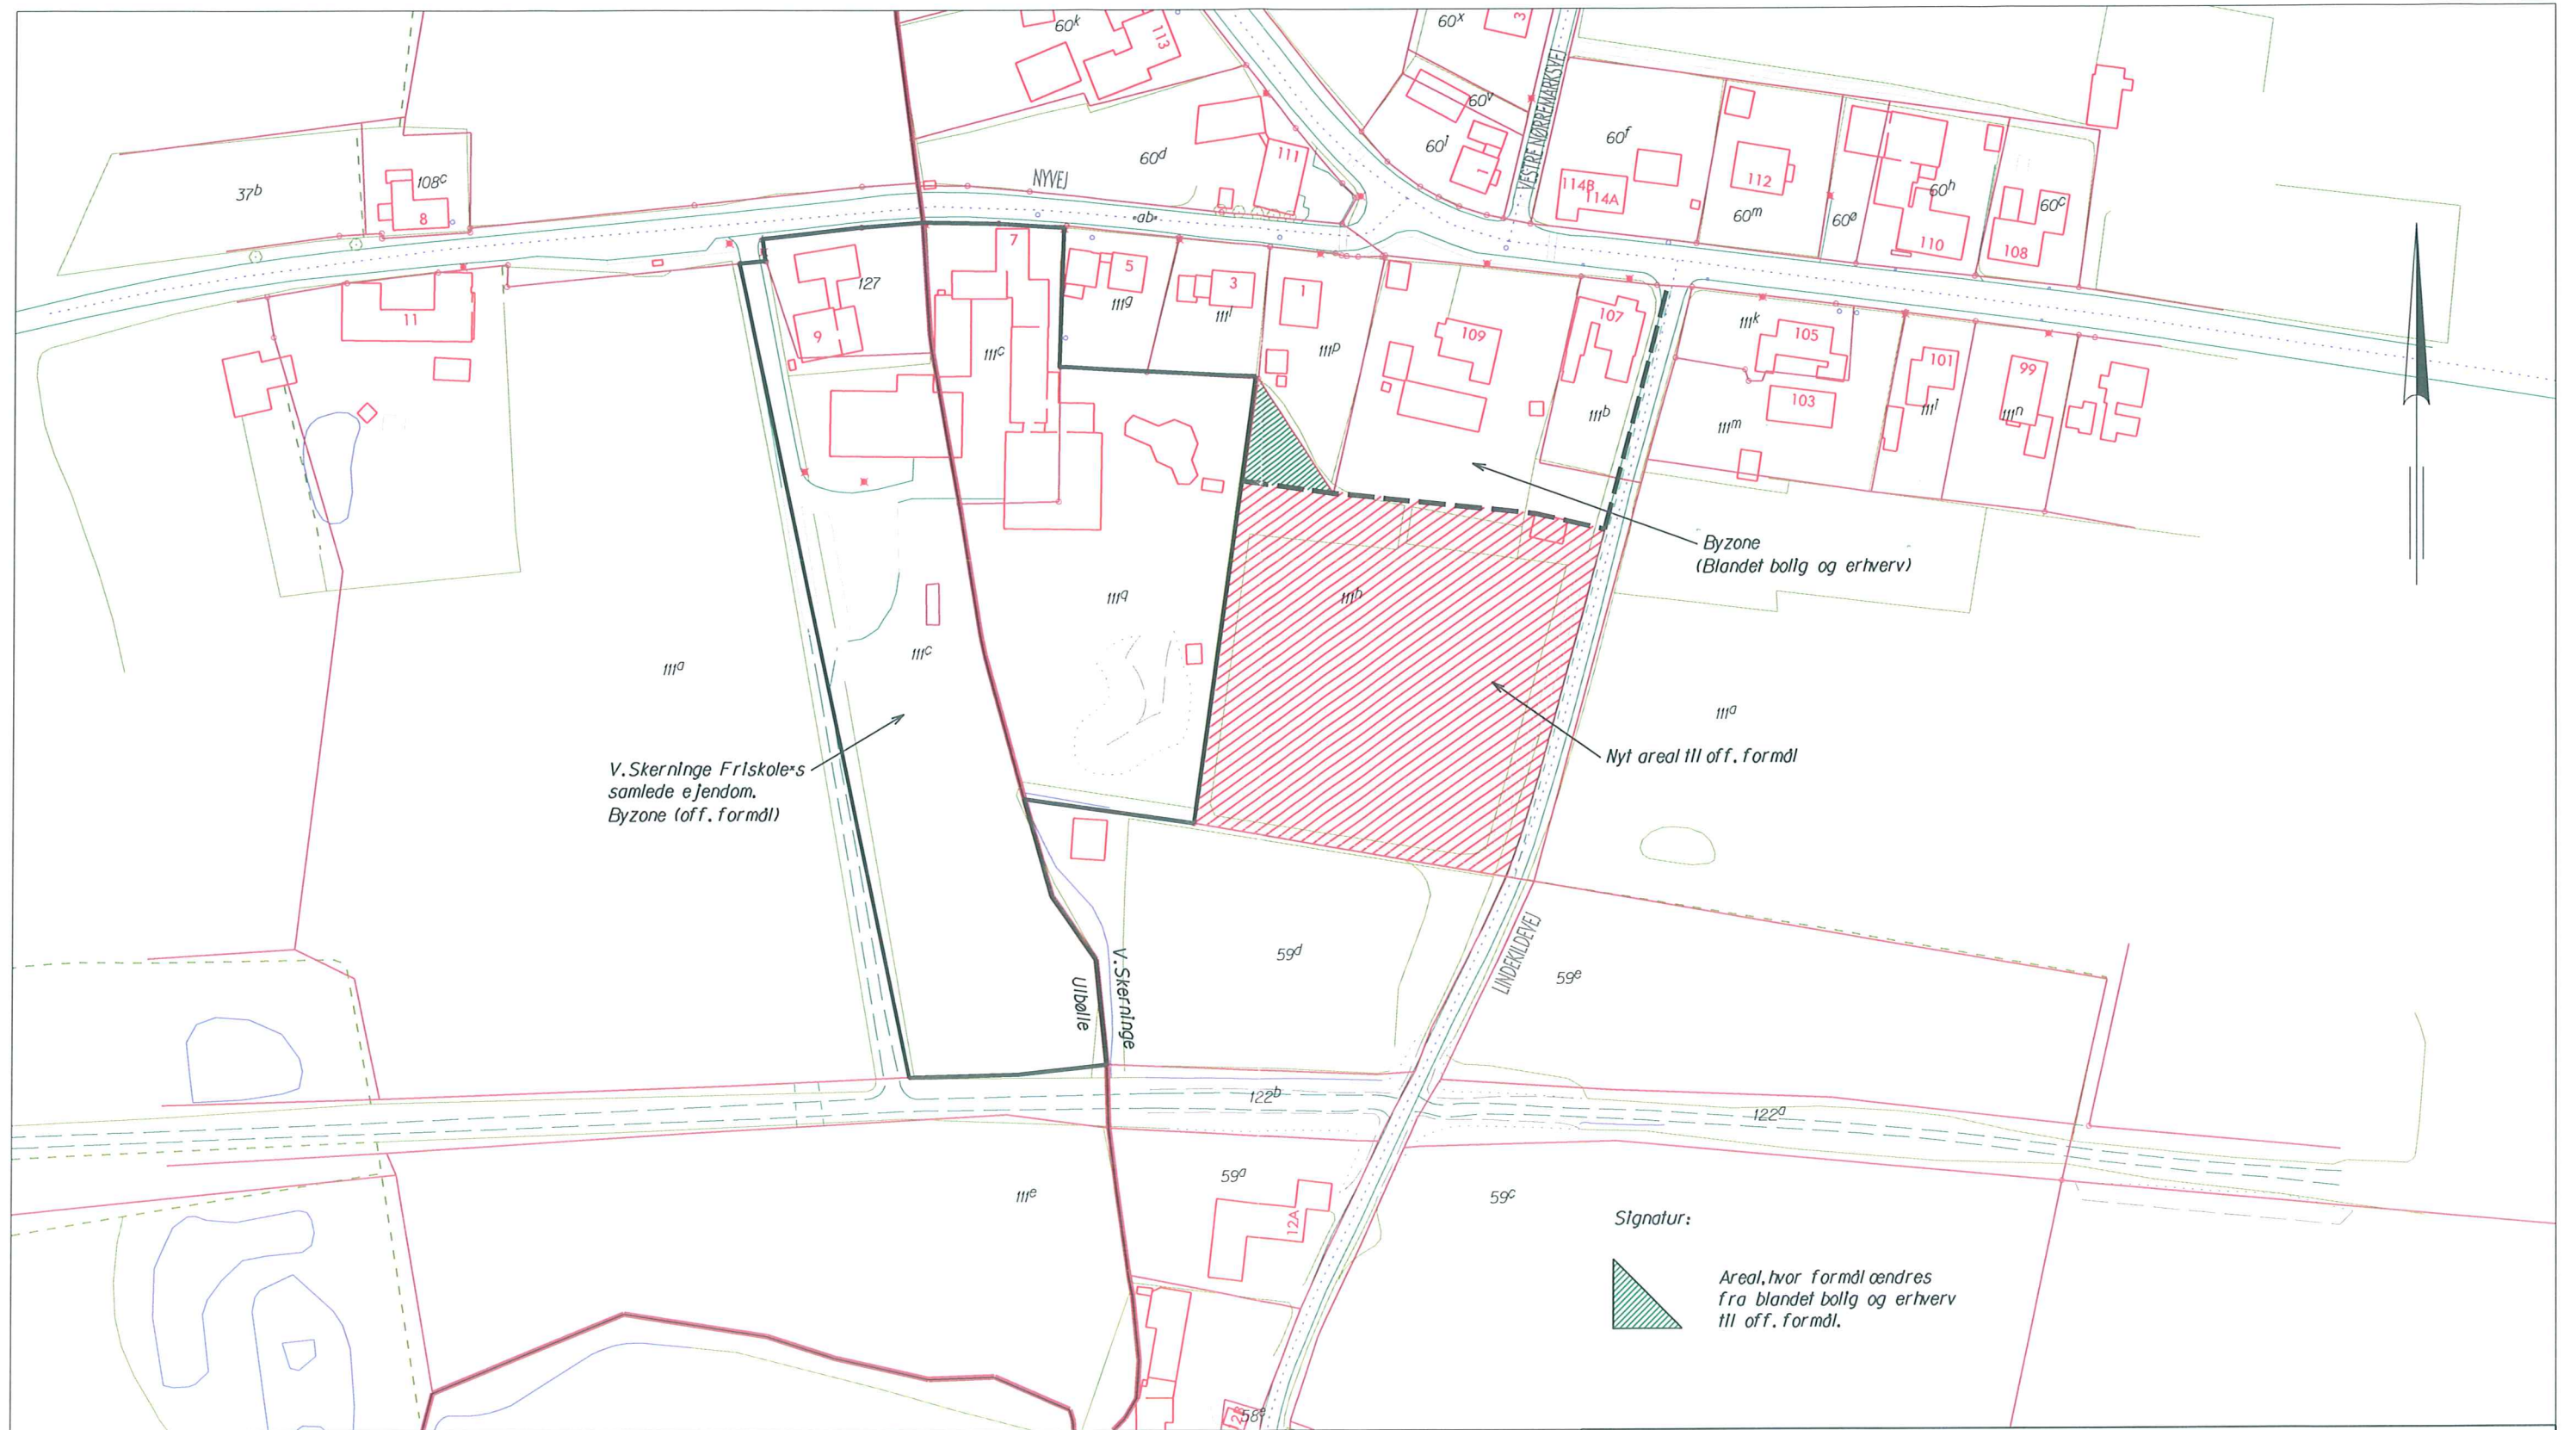 60k
113
60x
3
VESTRE NØRREMARKSVEJ
60v
60f
60d
111
1
114B
14A
112
60m
60ø
60h
110
60c
108
37b
108c
8
NYVEJ
"ab"
127
9
7
111c
5
111g
3
1
111p
109
107
111b
111k
105
103
111m
101
99
111n
11
Byzone
(Blandet bolig og erhverv)
111q
111h
111a
111c
111a
V.Skerninge Friskole*s
samlede ejendom.
Byzone (off. formål)
Nyt areal til off. formål
LINDEKILDEVEJ
Ulbølle
V.Skerninge
59d
59e
122b
122a
111e
59a
12A
59c
Signatur:
Areal, hvor formål ændres
fra blandet bolig og erhverv
til off. formål.